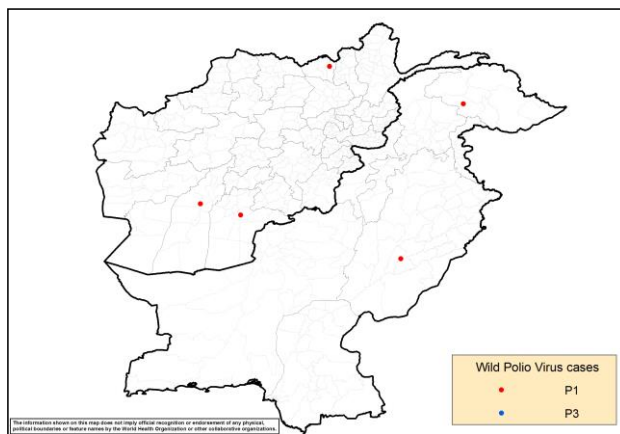 Wild Polio Virus cases
P1
P3
The information shown on this map does not imply official recognition or endorsement of any physical,
political boundaries or feature names by the World Health Organization or other collaborative organizations.